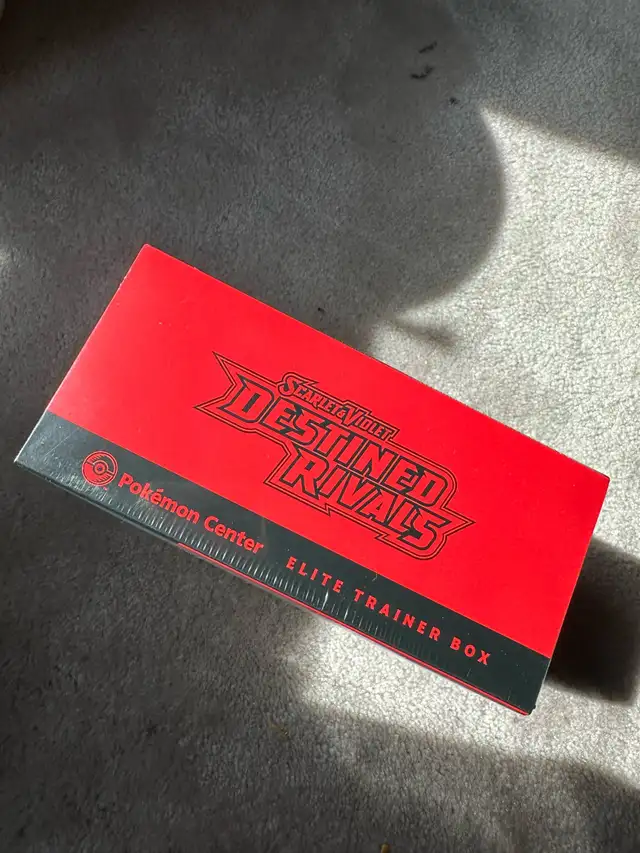 SCARLET & VIOLET
DESTINED
RIVALS
Pokémon Center
ELITE TRAINER BOX